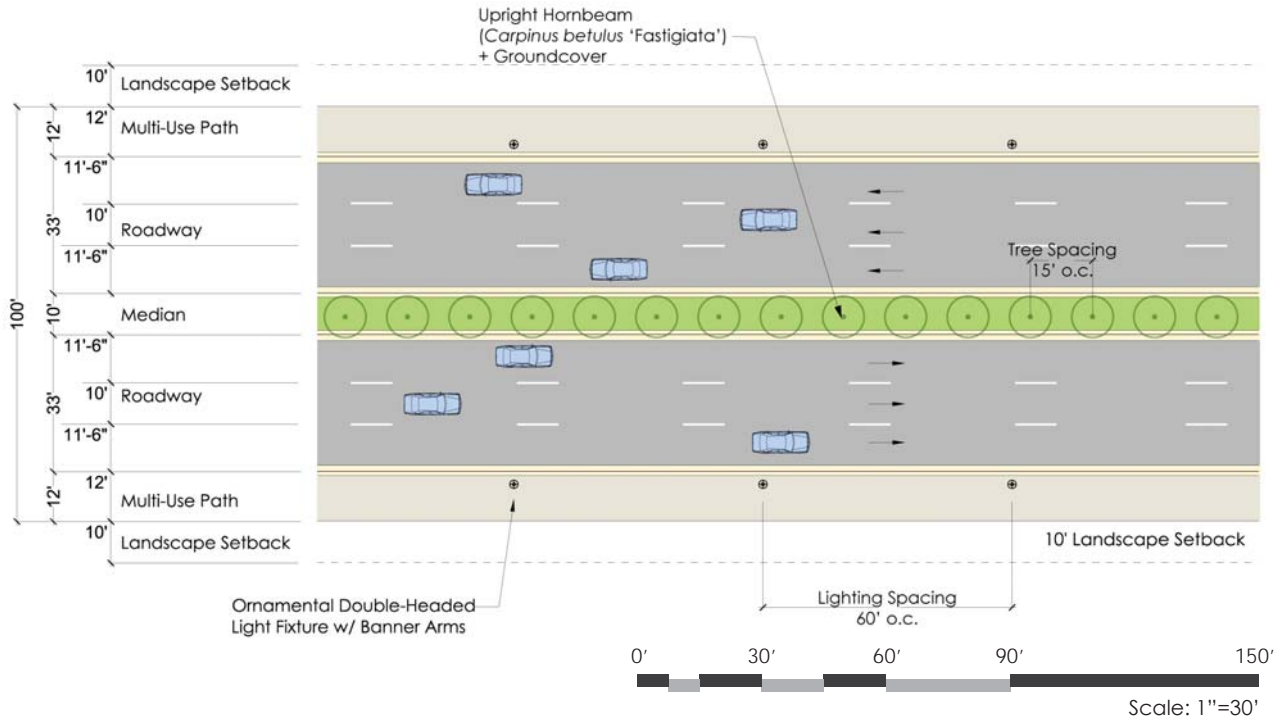 Upright Hornbeam
(Carpinus betulus ‘Fastigiata’)
+ Groundcover
10'
Landscape Setback
12'
12'
Multi-Use Path
11'-6"
33'
10'
Roadway
11'-6"
Tree Spacing
15' o.c.
100'
10'
Median
11'-6"
33'
10'
Roadway
11'-6"
12'
12'
Multi-Use Path
10'
Landscape Setback
10' Landscape Setback
Ornamental Double-Headed
Light Fixture w/ Banner Arms
Lighting Spacing
60' o.c.
0' 30' 60' 90' 150'
Scale: 1”=30’